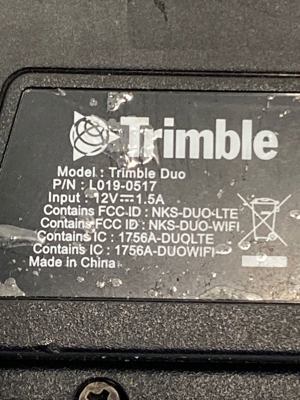 Trimble
Model : Trimble Duo
P/N : L019-0517
Input : 12V⎓1.5A
Contains FCC-ID : NKS-DUO-LTE
Contains FCC-ID : NKS-DUO-WIFI
Contains IC : 1756A-DUOLTE
Contains IC : 1756A-DUOWIFI
Made in China